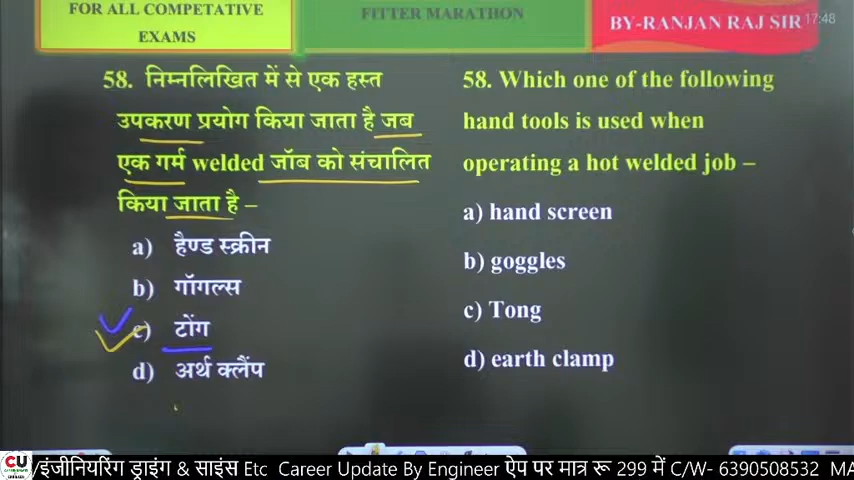 FOR ALL COMPETATIVE
EXAMS
FITTER MARATHON
BY-RANJAN RAJ SIR
17:48
58. निम्नलिखित में से एक हस्त
उपकरण प्रयोग किया जाता है जब
एक गर्म welded जॉब को संचालित
किया जाता है –
a) हैण्ड स्क्रीन
b) गॉगल्स
c) टोंग
d) अर्थ क्लैंप
58. Which one of the following
hand tools is used when
operating a hot welded job –
a) hand screen
b) goggles
c) Tong
d) earth clamp
CU
/इंजीनियरिंग ड्राइंग & साइंस Etc Career Update By Engineer ऐप पर मात्र रू 299 में C/W- 6390508532 MA